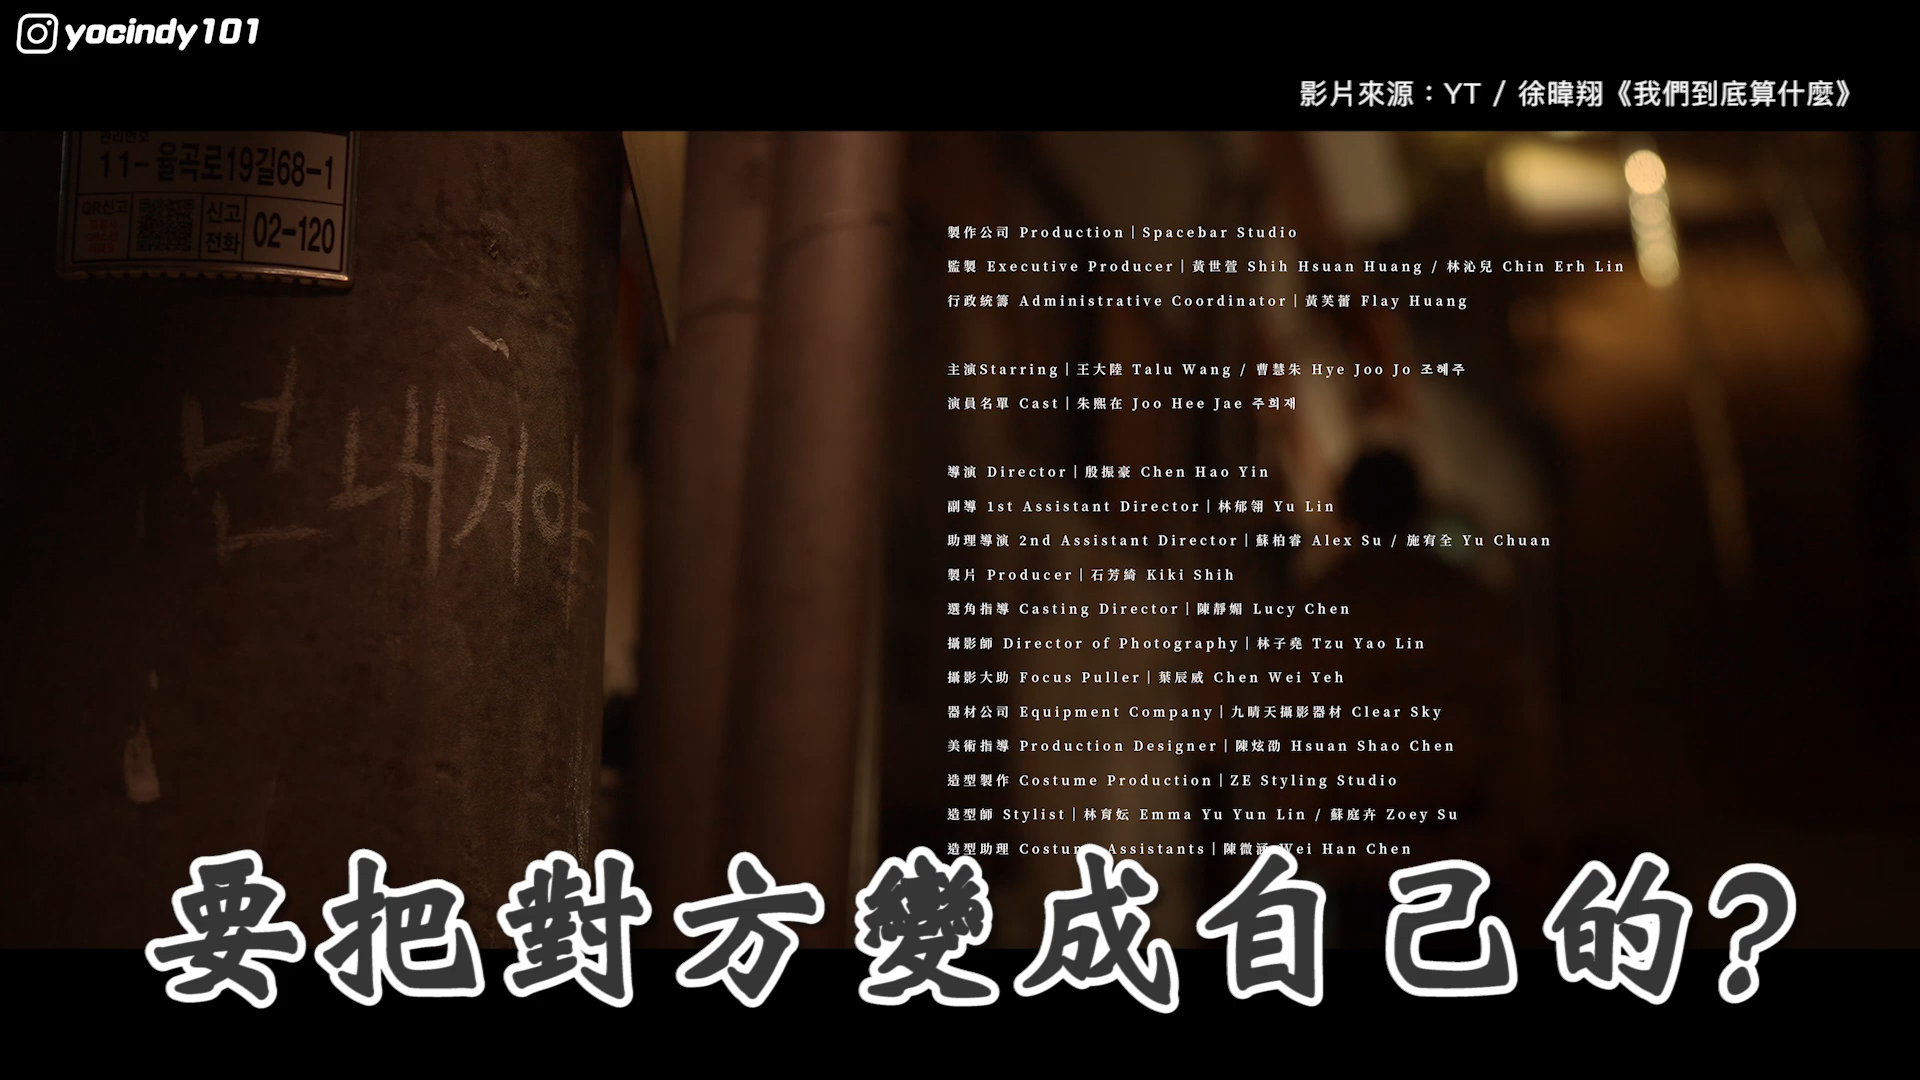 yocindy101
影片來源：YT / 徐暐翔《我們到底算什麼》
11- 율곡로19길68-1
QR신고
신고
전화
02-120
넌 내거야
製作公司 Production | Spacebar Studio
監製 Executive Producer | 黃世萱 Shih Hsuan Huang / 林沁兒 Chin Erh Lin
行政統籌 Administrative Coordinator | 黃芙蕾 Flay Huang
主演Starring | 王大陸 Talu Wang / 曹慧朱 Hye Joo Jo 조혜주
演員名單 Cast | 朱熙在 Joo Hee Jae 주희재
導演 Director | 殷振豪 Chen Hao Yin
副導 1st Assistant Director | 林郁翎 Yu Lin
助理導演 2nd Assistant Director | 蘇柏睿 Alex Su / 施宥全 Yu Chuan
製片 Producer | 石芳綺 Kiki Shih
選角指導 Casting Director | 陳靜媚 Lucy Chen
攝影師 Director of Photography | 林子堯 Tzu Yao Lin
攝影大助 Focus Puller | 葉辰威 Chen Wei Yeh
器材公司 Equipment Company | 九晴天攝影器材 Clear Sky
美術指導 Production Designer | 陳炫劭 Hsuan Shao Chen
造型製作 Costume Production | ZE Styling Studio
造型師 Stylist | 林育妘 Emma Yu Yun Lin / 蘇庭卉 Zoey Su
造型助理 Assistants | 陳微涵 Wei Han Chen
要把對方變成自己的?